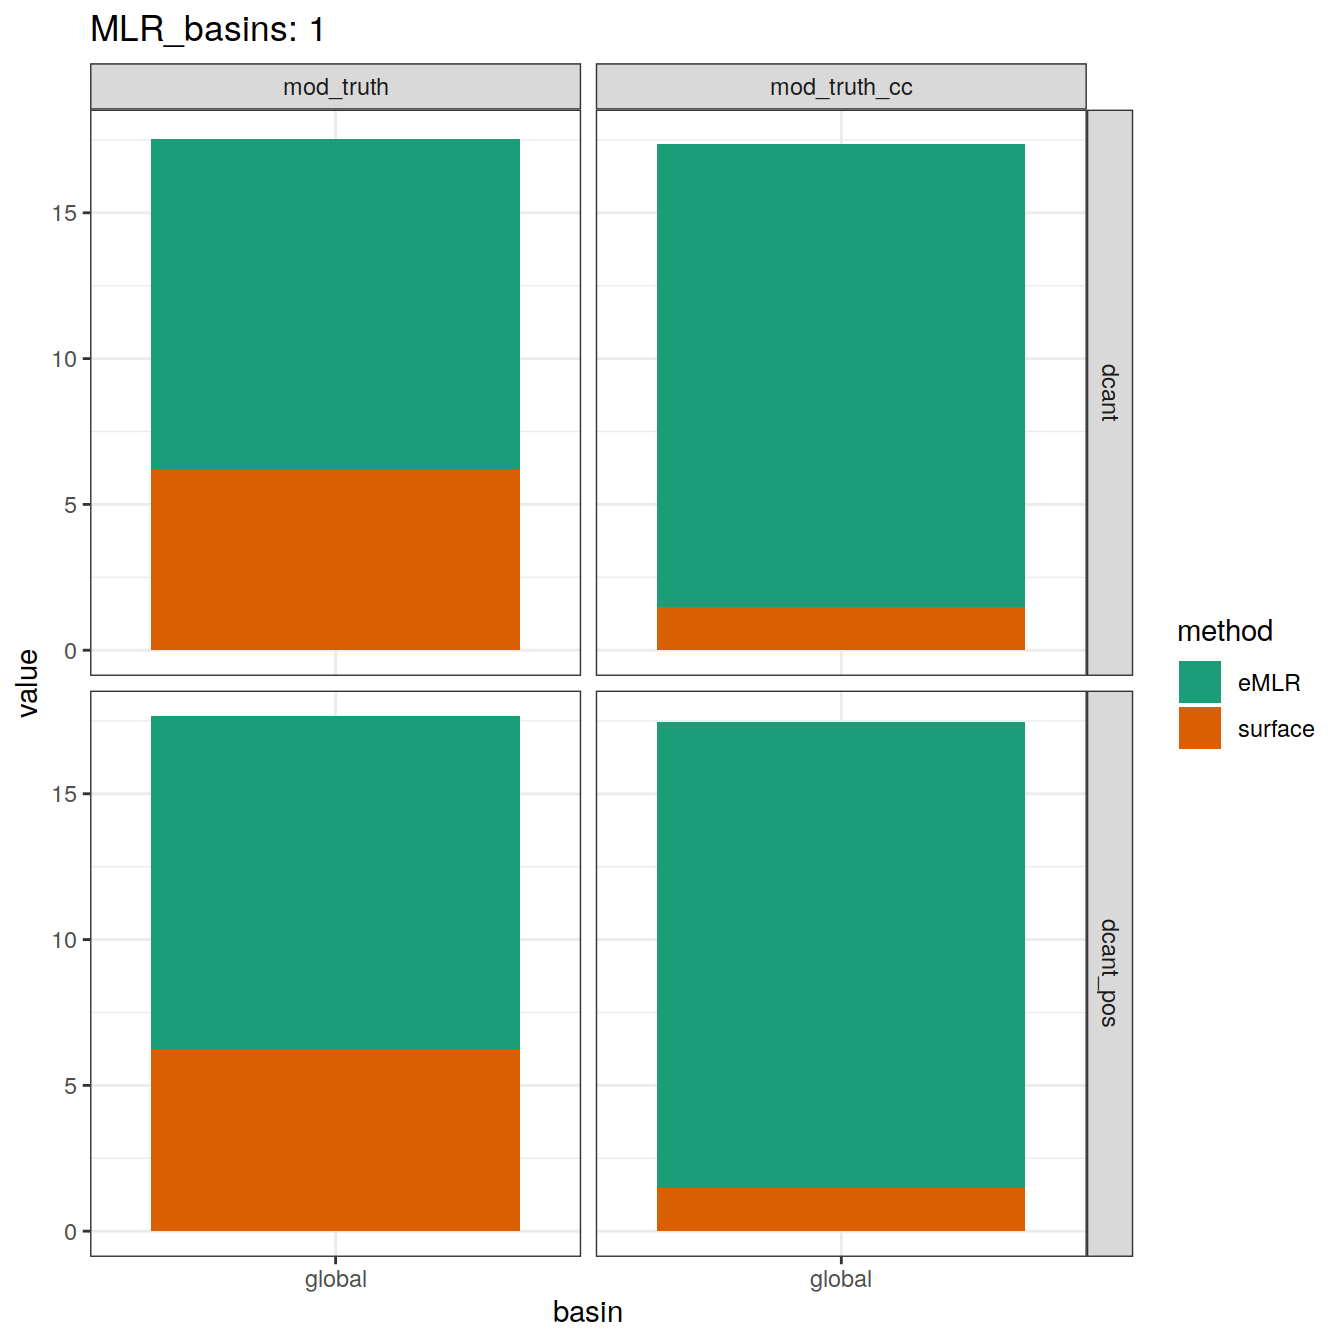 MLR_basins: 1
mod_truth
mod_truth_cc
15
10
5
0
dcant
15
10
5
0
dcant_pos
value
global
global
basin
method
eMLR
surface